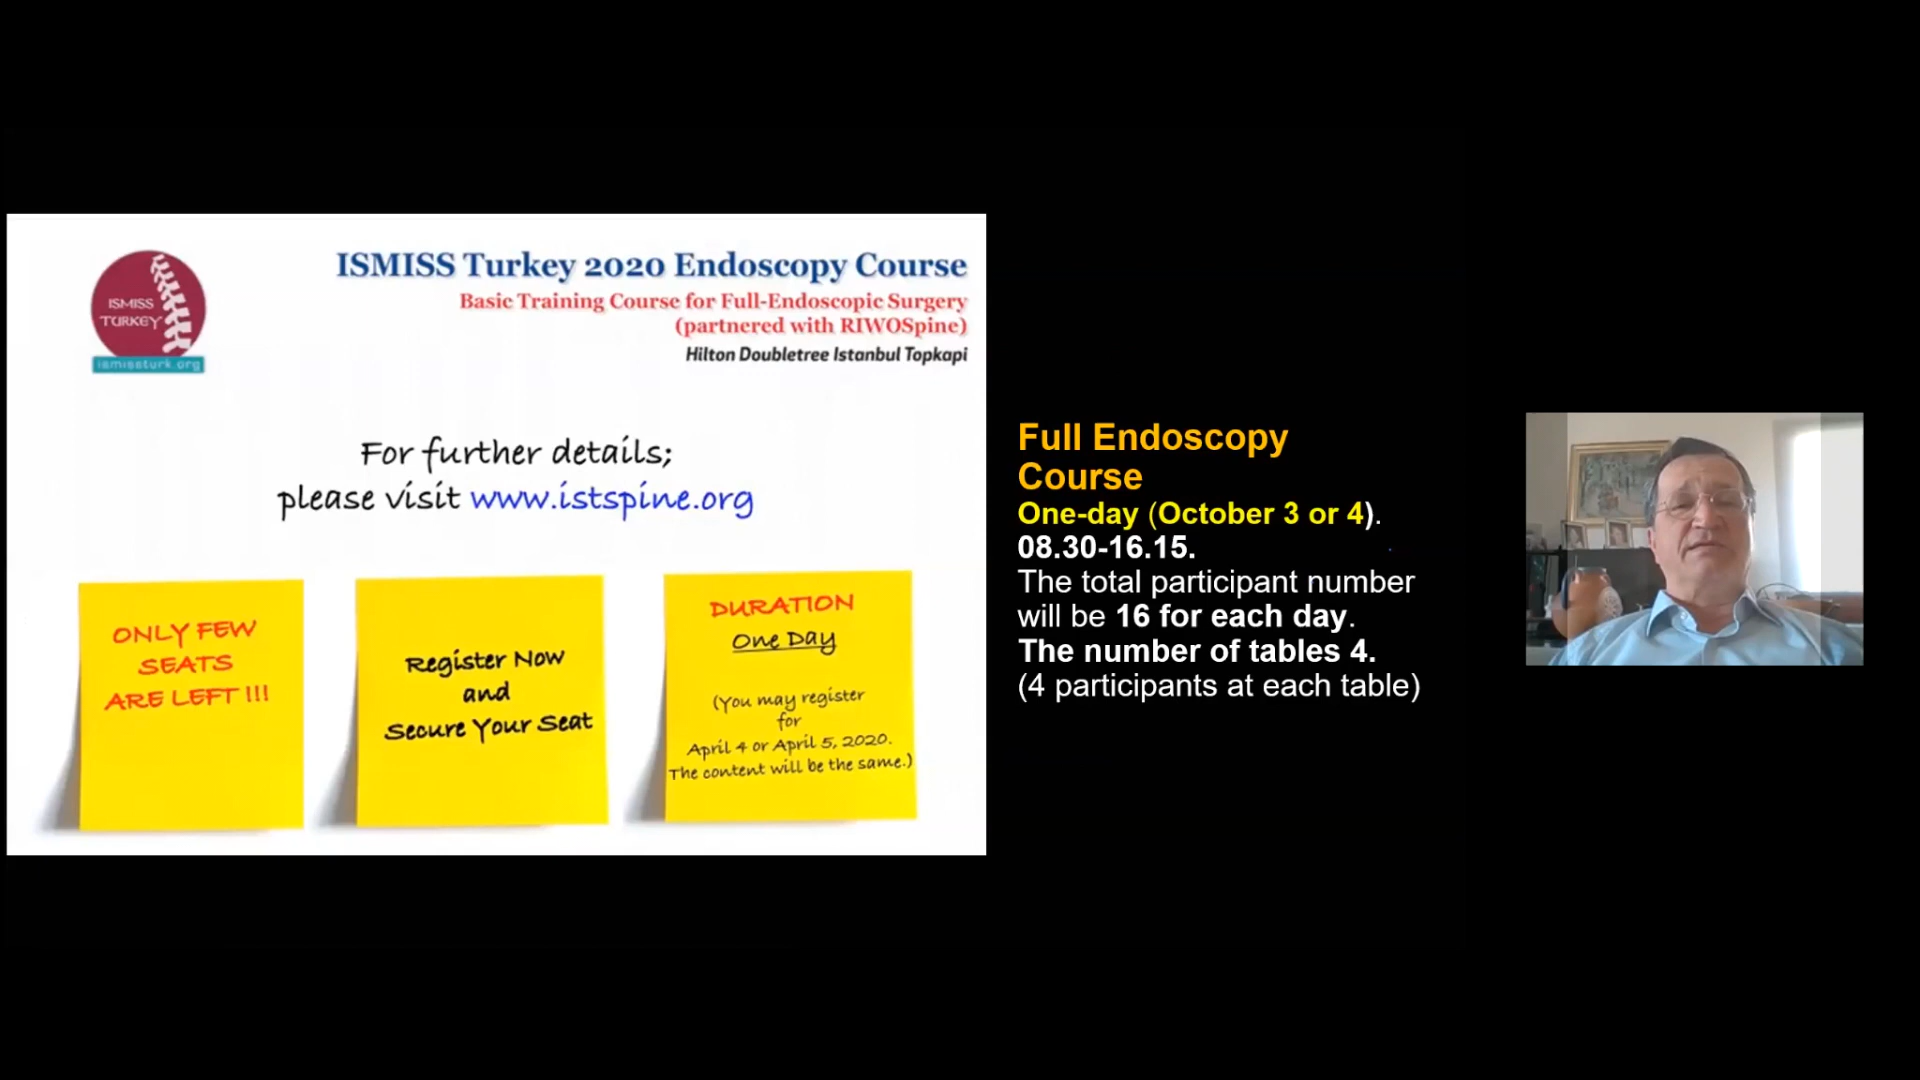 ISMISS
TURKEY
ismissturk.org
ISMISS Turkey 2020 Endoscopy Course
Basic Training Course for Full-Endoscopic Surgery
(partnered with RIWOSpine)
Hilton Doubletree Istanbul Topkapi
For further details;
please visit www.istspine.org
ONLY FEW
SEATS
ARE LEFT !!!
Register Now
and
Secure Your Seat
DURATION
One Day
(You may register
for
April 4 or April 5, 2020.
The content will be the same.)
Full Endoscopy
Course
One-day (October 3 or 4).
08.30-16.15.
The total participant number
will be 16 for each day.
The number of tables 4.
(4 participants at each table)